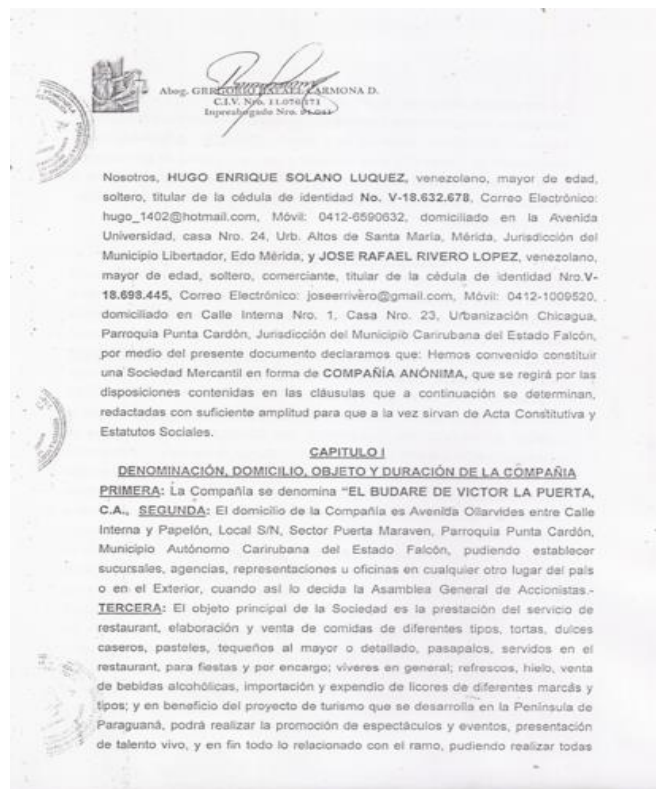 Abog. GREGORIO RAFAEL CARMONA D.
C.I.V. Nro. 11.076.171
Inpreabogado Nro.
Nosotros, HUGO ENRIQUE SOLANO LUQUEZ, venezolano, mayor de edad,
soltero, titular de la cédula de identidad No. V-18.632.678, Correo Electrónico:
hugo_1402@hotmail.com, Móvil: 0412-6590632, domiciliado en la Avenida
Universidad, casa Nro. 24, Urb. Altos de Santa María, Mérida, Jurisdicción del
Municipio Libertador, Edo Mérida, y JOSE RAFAEL RIVERO LOPEZ, venezolano,
mayor de edad, soltero, comerciante, titular de la cédula de identidad Nro.V-
18.698.445, Correo Electrónico: joseerrivero@gmail.com, Móvil: 0412-1009520,
domiciliado en Calle Interna Nro. 1, Casa Nro. 23, Urbanización Chicagua,
Parroquia Punta Cardón, Jurisdicción del Municipio Carirubana del Estado Falcón,
por medio del presente documento declaramos que: Hemos convenido constituir
una Sociedad Mercantil en forma de COMPAÑÍA ANÓNIMA, que se regirá por las
disposiciones contenidas en las cláusulas que a continuación se determinan,
redactadas con suficiente amplitud para que a la vez sirvan de Acta Constitutiva y
Estatutos Sociales.
CAPITULO I
DENOMINACIÓN, DOMICILIO, OBJETO Y DURACIÓN DE LA COMPAÑIA
PRIMERA: La Compañía se denomina "EL BUDARE DE VICTOR LA PUERTA,
C.A., SEGUNDA: El domicilio de la Compañía es Avenida Ollarvides entre Calle
Interna y Papelón, Local S/N, Sector Puerta Maraven, Parroquia Punta Cardón,
Municipio Autónomo Carirubana del Estado Falcón, pudiendo establecer
sucursales, agencias, representaciones u oficinas en cualquier otro lugar del país
o en el Exterior, cuando así lo decida la Asamblea General de Accionistas.-
TERCERA: El objeto principal de la Sociedad es la prestación del servicio de
restaurant, elaboración y venta de comidas de diferentes tipos, tortas, dulces
caseros, pasteles, tequeños al mayor o detallado, pasapalos, servidos en el
restaurant, para fiestas y por encargo; víveres en general; refrescos, hielo, venta
de bebidas alcohólicas, importación y expendio de licores de diferentes marcas y
tipos; y en beneficio del proyecto de turismo que se desarrolla en la Península de
Paraguaná, podrá realizar la promoción de espectáculos y eventos, presentación
de talento vivo, y en fin todo lo relacionado con el ramo, pudiendo realizar todas